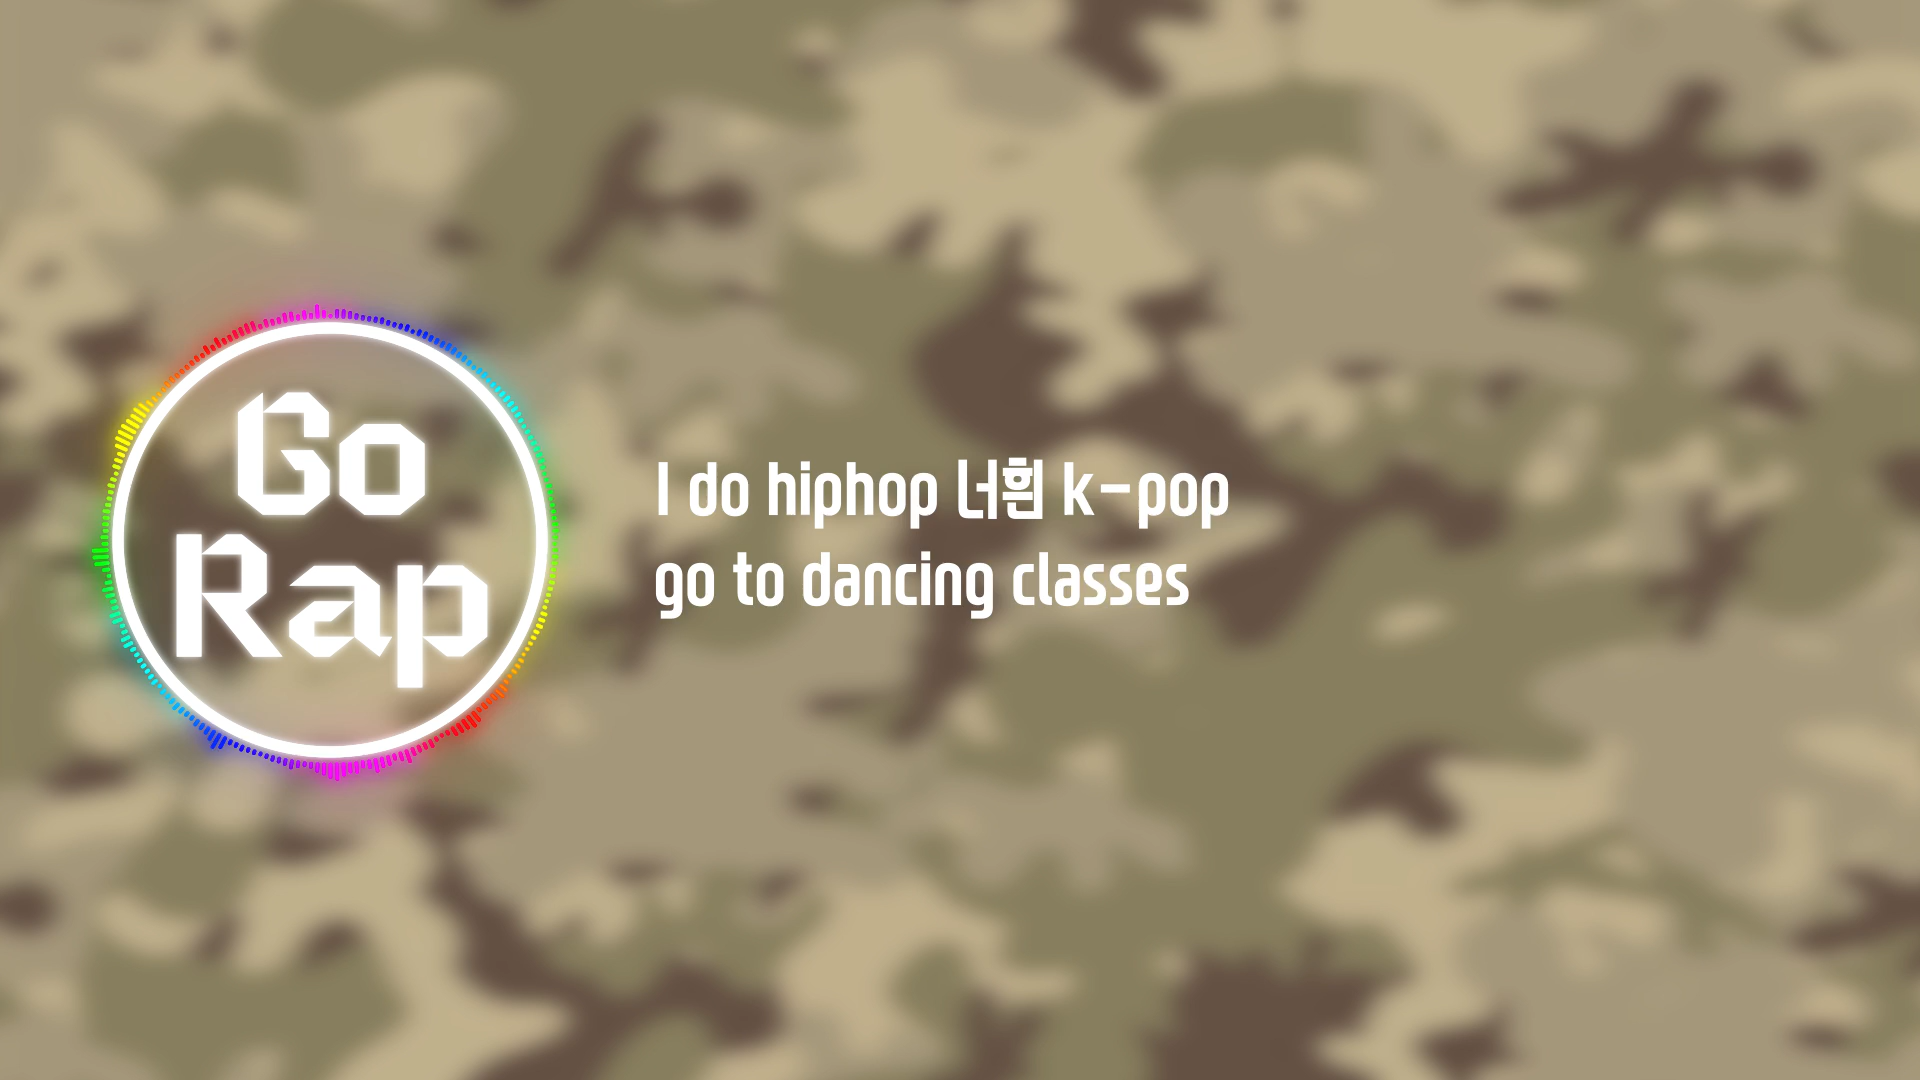 Go
Rap
I do hiphop 너흰 k-pop
go to dancing classes